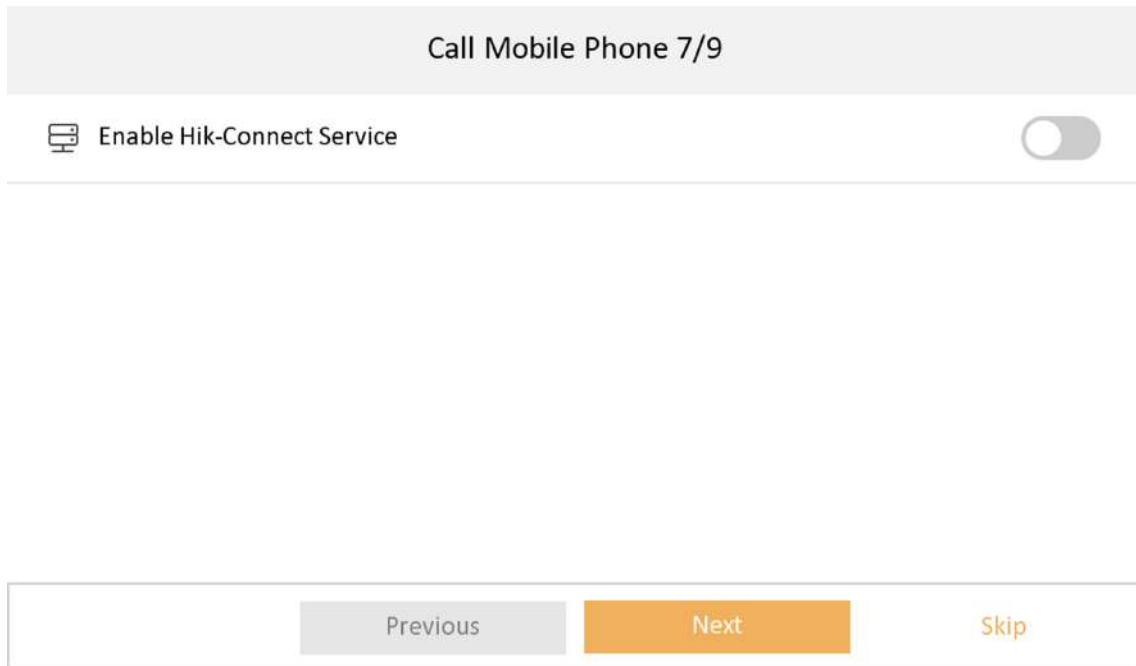 Call Mobile Phone 7/9
Enable Hik-Connect Service
Previous
Next
Skip